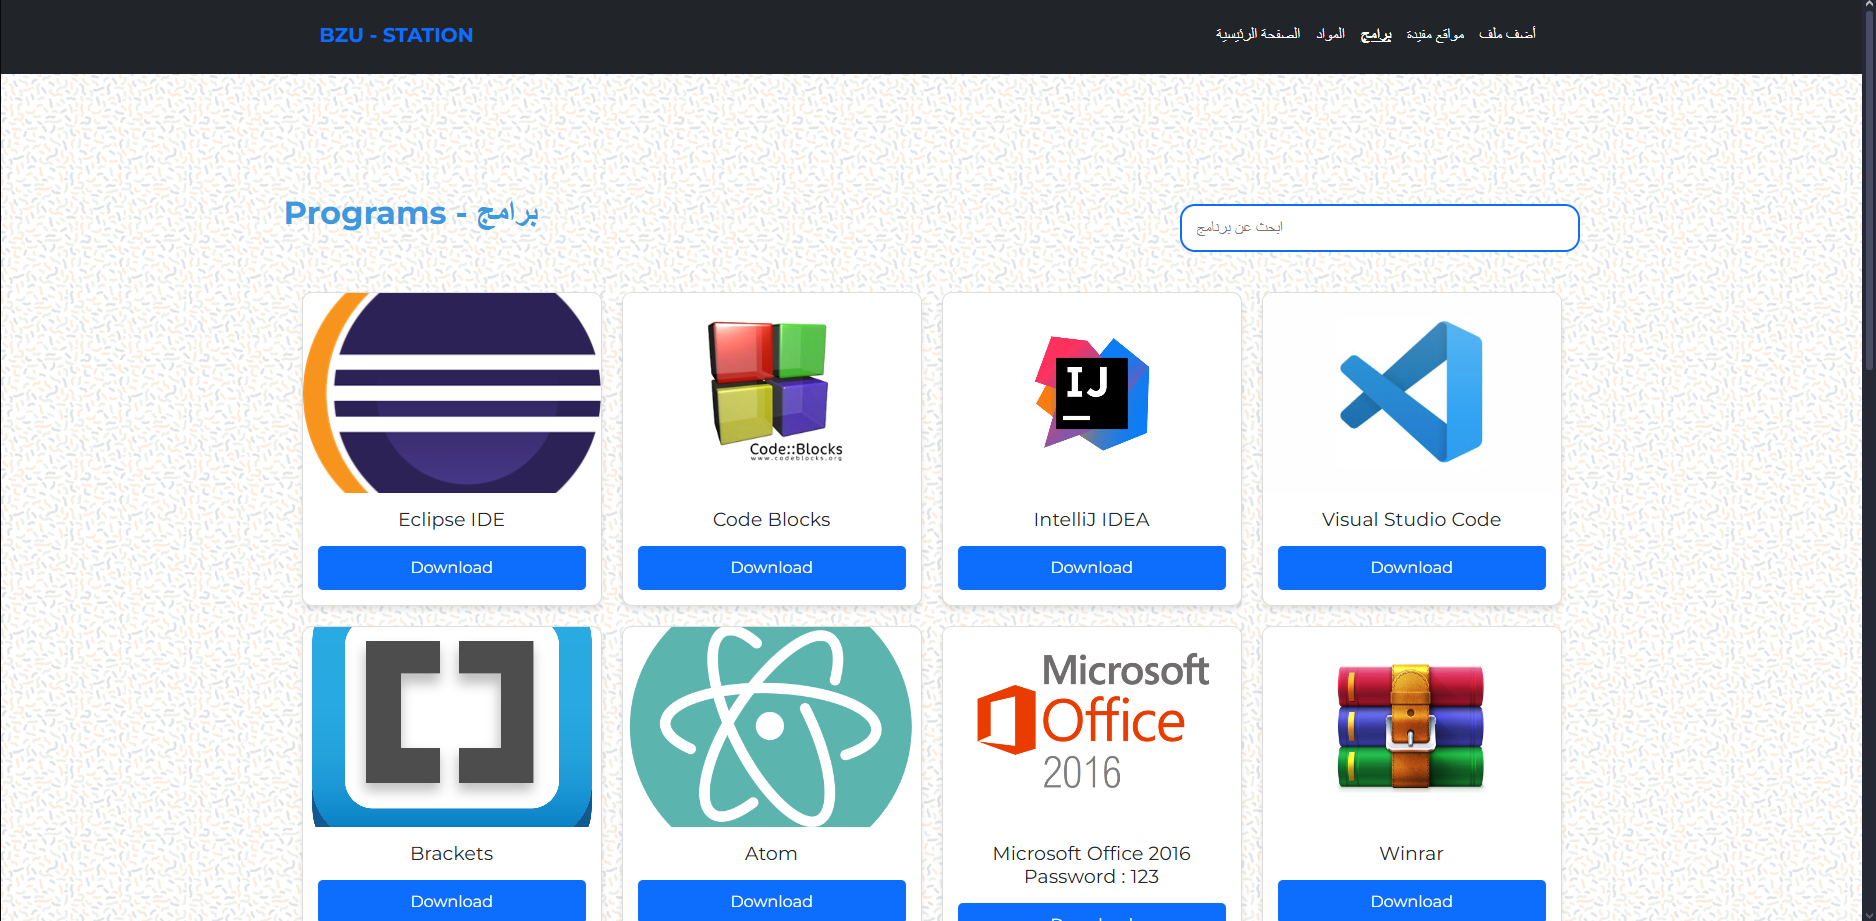 BZU - STATION
الصفحة الرئيسية المواد برامج مواقع مفيدة أضف ملف
Programs - برامج
ابحث عن برنامج
Code::Blocks
www.codeblocks.org
IJ
Eclipse IDE
Code Blocks
IntelliJ IDEA
Visual Studio Code
Download
Download
Download
Download
Microsoft
Office
2016
Brackets
Atom
Microsoft Office 2016
Password : 123
Winrar
Download
Download
Download
Download